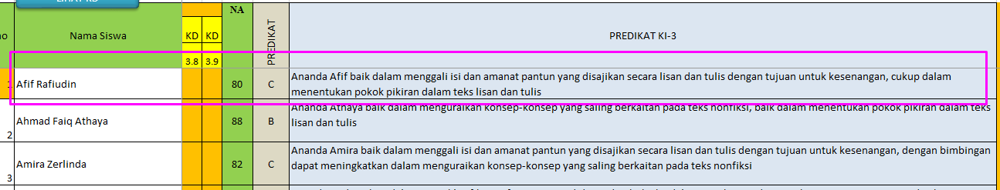 LIHAT KD
NA
no
Nama Siswa
KD KD
PREDIKAT
PREDIKAT KI-3
3.8 3.9
1 Afif Rafiudin 80 C Ananda Afif baik dalam menggali isi dan amanat pantun yang disajikan secara lisan dan tulis dengan tujuan untuk kesenangan, cukup dalam
menentukan pokok pikiran dalam teks lisan dan tulis
2 Ahmad Faiq Athaya 88 B Ananda Athaya baik dalam menguraikan konsep-konsep yang saling berkaitan pada teks nonfiksi, baik dalam menentukan pokok pikiran dalam teks
lisan dan tulis
3 Amira Zerlinda 82 C Ananda Amira baik dalam menggali isi dan amanat pantun yang disajikan secara lisan dan tulis dengan tujuan untuk kesenangan, dengan bimbingan
dapat meningkatkan dalam menguraikan konsep-konsep yang saling berkaitan pada teks nonfiksi